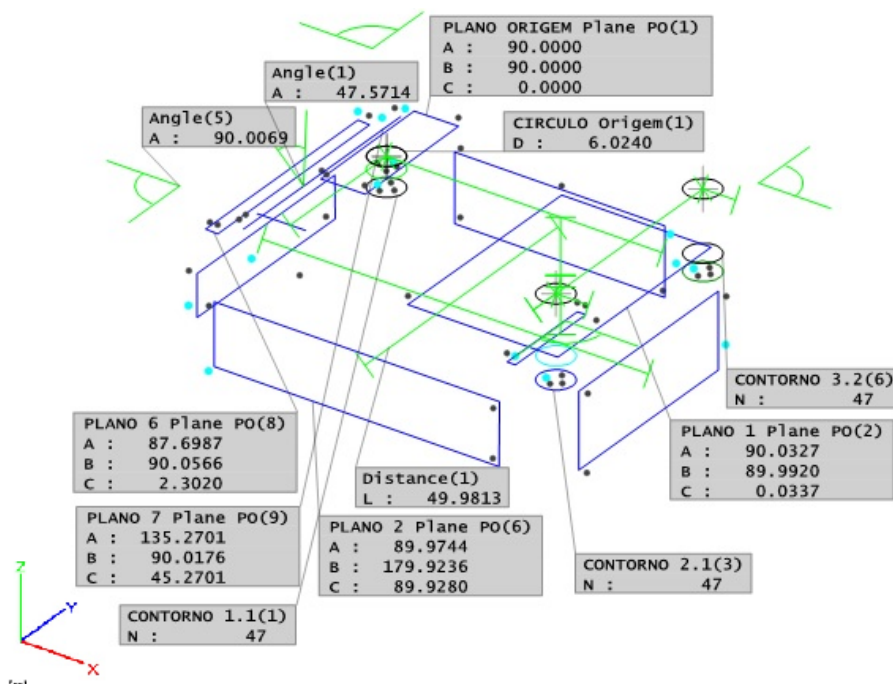 PLANO ORIGEM Plane PO(1)
A : 90.0000
B : 90.0000
C : 0.0000
Angle(1)
A : 47.5714
Angle(5)
A : 90.0069
CIRCULO Origem(1)
D : 6.0240
CONTORNO 3.2(6)
N : 47
PLANO 6 Plane PO(8)
A : 87.6987
B : 90.0566
C : 2.3020
PLANO 1 Plane PO(2)
A : 90.0327
B : 89.9920
C : 0.0337
Distance(1)
L : 49.9813
PLANO 7 Plane PO(9)
A : 135.2701
B : 90.0176
C : 45.2701
PLANO 2 Plane PO(6)
A : 89.9744
B : 179.9236
C : 89.9280
CONTORNO 2.1(3)
N : 47
CONTORNO 1.1(1)
N : 47
Z
Y
X